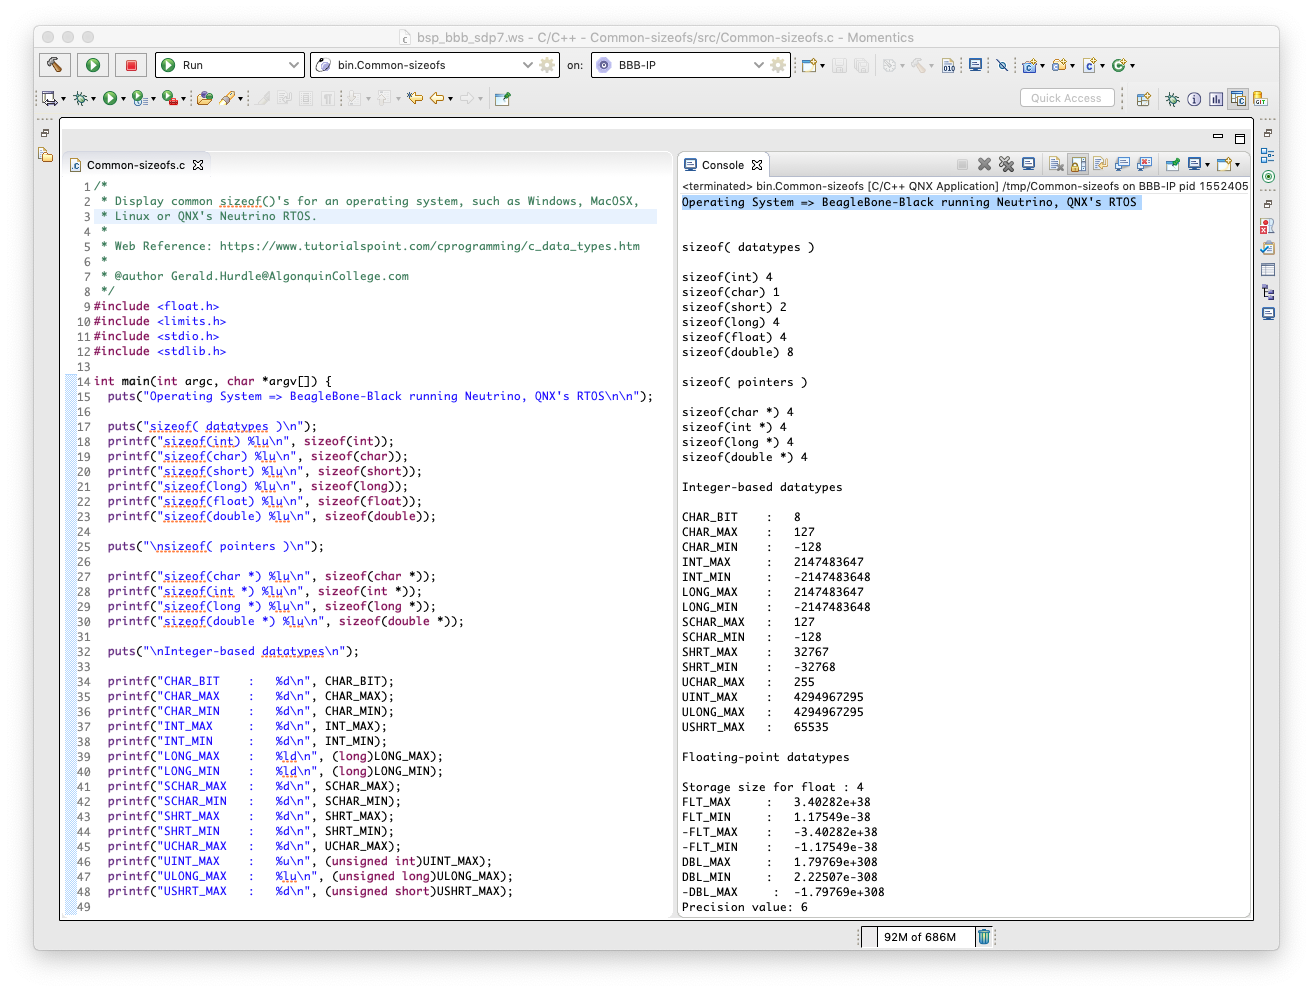 bsp_bbb_sdp7.ws - C/C++ - Common-sizeofs/src/Common-sizeofs.c - Momentics
Run
bin.Common-sizeofs
on:
BBB-IP
Quick Access
Common-sizeofs.c
1 /*
2 * Display common sizeof()'s for an operating system, such as Windows, MacOSX,
3 * Linux or QNX's Neutrino RTOS.
4 *
5 * Web Reference: https://www.tutorialspoint.com/cprogramming/c_data_types.htm
6 *
7 * @author Gerald.Hurdle@AlgonquinCollege.com
8 */
9 #include <float.h>
10 #include <limits.h>
11 #include <stdio.h>
12 #include <stdlib.h>
13
14 int main(int argc, char *argv[]) {
15 puts("Operating System => BeagleBone-Black running Neutrino, QNX's RTOS\n\n");
16
17 puts("sizeof( datatypes )\n");
18 printf("sizeof(int) %lu\n", sizeof(int));
19 printf("sizeof(char) %lu\n", sizeof(char));
20 printf("sizeof(short) %lu\n", sizeof(short));
21 printf("sizeof(long) %lu\n", sizeof(long));
22 printf("sizeof(float) %lu\n", sizeof(float));
23 printf("sizeof(double) %lu\n", sizeof(double));
24
25 puts("\nsizeof( pointers )\n");
26
27 printf("sizeof(char *) %lu\n", sizeof(char *));
28 printf("sizeof(int *) %lu\n", sizeof(int *));
29 printf("sizeof(long *) %lu\n", sizeof(long *));
30 printf("sizeof(double *) %lu\n", sizeof(double *));
31
32 puts("\nInteger-based datatypes\n");
33
34 printf("CHAR_BIT : %d\n", CHAR_BIT);
35 printf("CHAR_MAX : %d\n", CHAR_MAX);
36 printf("CHAR_MIN : %d\n", CHAR_MIN);
37 printf("INT_MAX : %d\n", INT_MAX);
38 printf("INT_MIN : %d\n", INT_MIN);
39 printf("LONG_MAX : %ld\n", (long)LONG_MAX);
40 printf("LONG_MIN : %ld\n", (long)LONG_MIN);
41 printf("SCHAR_MAX : %d\n", SCHAR_MAX);
42 printf("SCHAR_MIN : %d\n", SCHAR_MIN);
43 printf("SHRT_MAX : %d\n", SHRT_MAX);
44 printf("SHRT_MIN : %d\n", SHRT_MIN);
45 printf("UCHAR_MAX : %d\n", UCHAR_MAX);
46 printf("UINT_MAX : %u\n", (unsigned int)UINT_MAX);
47 printf("ULONG_MAX : %lu\n", (unsigned long)ULONG_MAX);
48 printf("USHRT_MAX : %d\n", (unsigned short)USHRT_MAX);
49
Console
<terminated> bin.Common-sizeofs [C/C++ QNX Application] /tmp/Common-sizeofs on BBB-IP pid 1552405
Operating System => BeagleBone-Black running Neutrino, QNX's RTOS
sizeof( datatypes )
sizeof(int) 4
sizeof(char) 1
sizeof(short) 2
sizeof(long) 4
sizeof(float) 4
sizeof(double) 8
sizeof( pointers )
sizeof(char *) 4
sizeof(int *) 4
sizeof(long *) 4
sizeof(double *) 4
Integer-based datatypes
CHAR_BIT : 8
CHAR_MAX : 127
CHAR_MIN : -128
INT_MAX : 2147483647
INT_MIN : -2147483648
LONG_MAX : 2147483647
LONG_MIN : -2147483648
SCHAR_MAX : 127
SCHAR_MIN : -128
SHRT_MAX : 32767
SHRT_MIN : -32768
UCHAR_MAX : 255
UINT_MAX : 4294967295
ULONG_MAX : 4294967295
USHRT_MAX : 65535
Floating-point datatypes
Storage size for float : 4
FLT_MAX : 3.40282e+38
FLT_MIN : 1.17549e-38
-FLT_MAX : -3.40282e+38
-FLT_MIN : -1.17549e-38
DBL_MAX : 1.79769e+308
DBL_MIN : 2.22507e-308
-DBL_MAX : -1.79769e+308
Precision value: 6
92M of 686M